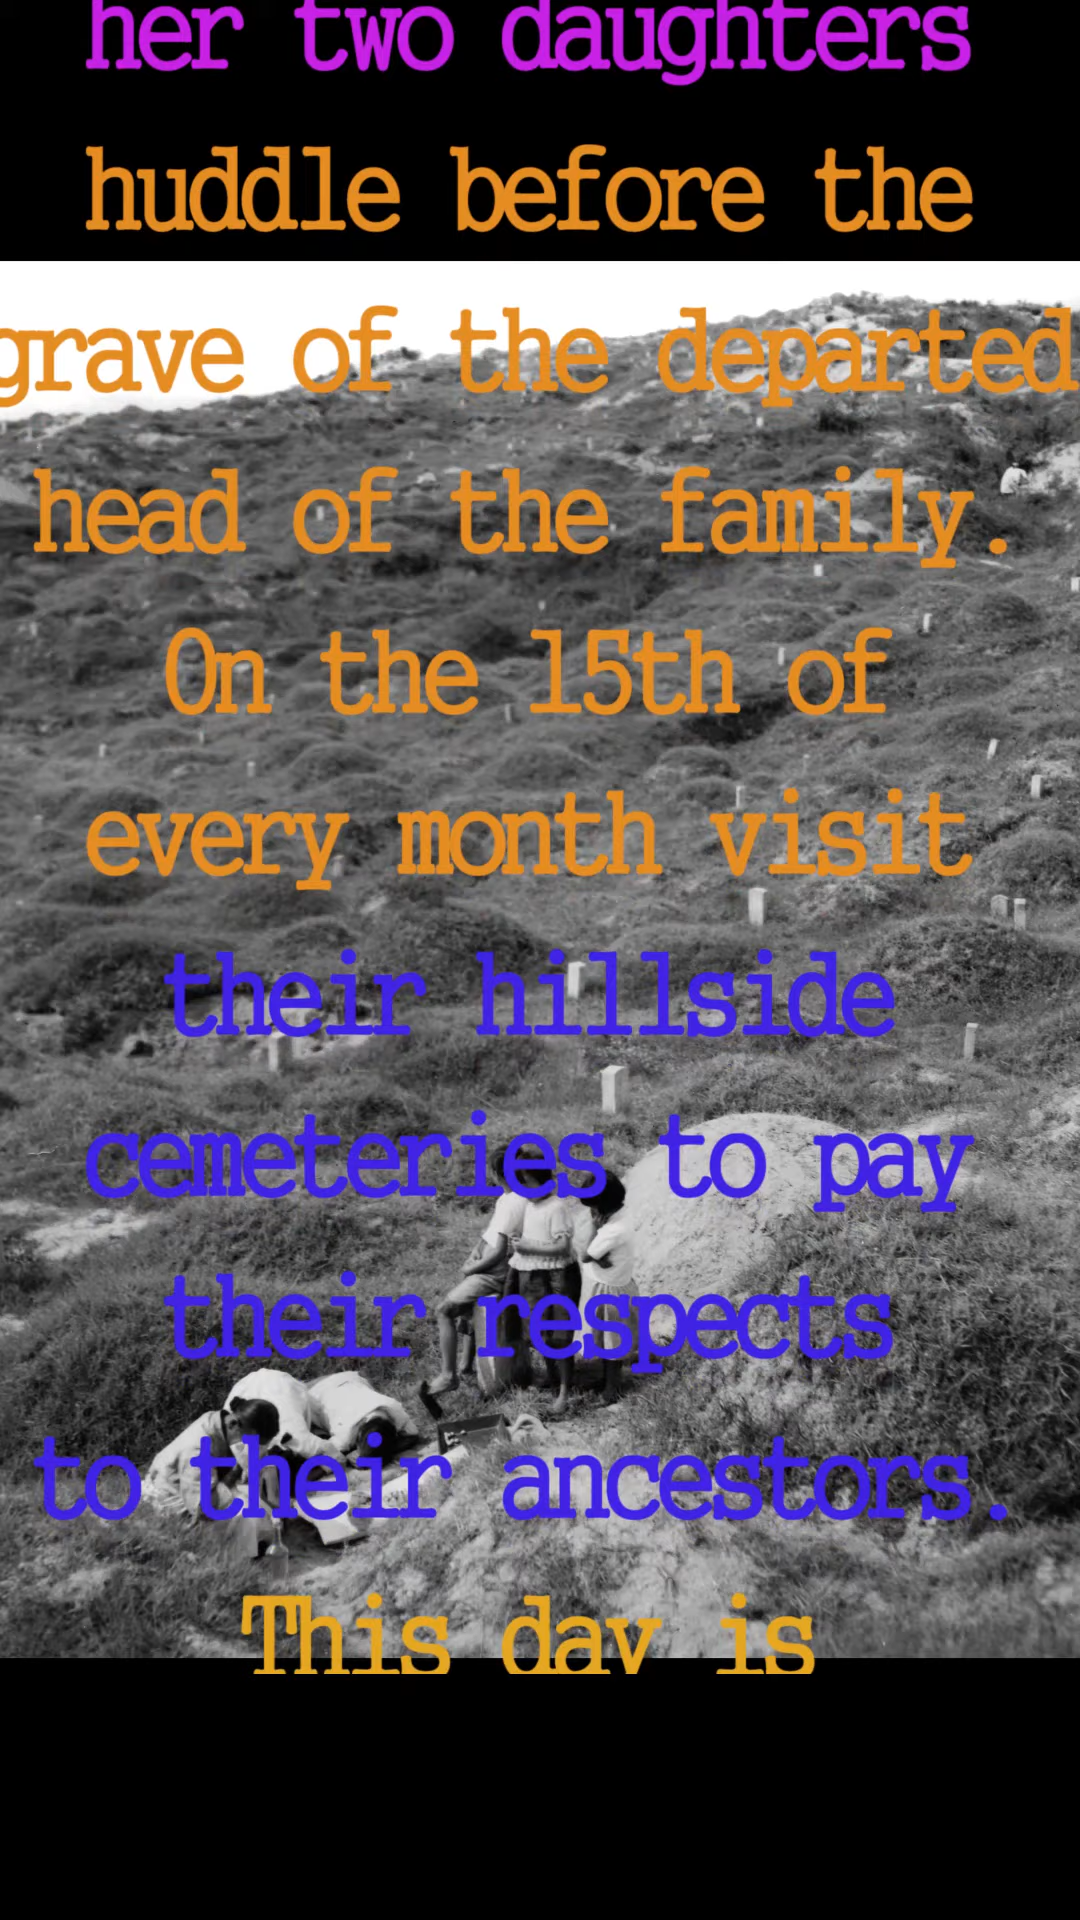 her two daughters
huddle before the
grave of the departed
head of the family.
On the 15th of
every month visit
their hillside
cemeteries to pay
their respects
to their ancestors.
This day is